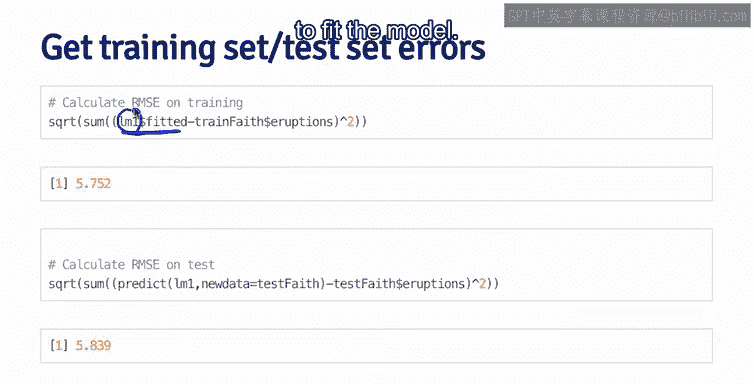 to fit the model.
GPT中英字幕课程资源@bimbiR.com
Get training set/test set errors
# Calculate RMSE on training
sqrt(sum((lm1$fitted-trainFaith$eruptions)^2))
[1] 5.752
# Calculate RMSE on test
sqrt(sum((predict(lm1,newdata=testFaith)-testFaith$eruptions)^2))
[1] 5.839